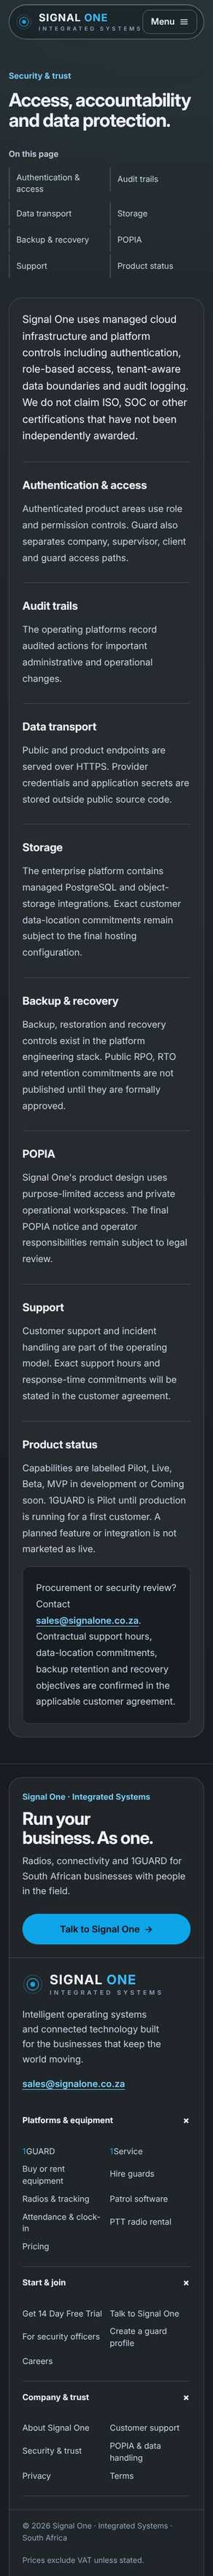 SIGNAL ONE
INTEGRATED SYSTEMS
Menu
Security & trust
Access, accountability
and data protection.
On this page
Authentication &
access
Audit trails
Data transport
Storage
Backup & recovery
POPIA
Support
Product status
Signal One uses managed cloud
infrastructure and platform
controls including authentication,
role-based access, tenant-aware
data boundaries and audit logging.
We do not claim ISO, SOC or other
certifications that have not been
independently awarded.
Authentication & access
Authenticated product areas use role
and permission controls. Guard also
separates company, supervisor, client
and guard access paths.
Audit trails
The operating platforms record
audited actions for important
administrative and operational
changes.
Data transport
Public and product endpoints are
served over HTTPS. Provider
credentials and application secrets are
stored outside public source code.
Storage
The enterprise platform contains
managed PostgreSQL and object-
storage integrations. Exact customer
data-location commitments remain
subject to the final hosting
configuration.
Backup & recovery
Backup, restoration and recovery
controls exist in the platform
engineering stack. Public RPO, RTO
and retention commitments are not
published until they are formally
approved.
POPIA
Signal One's product design uses
purpose-limited access and private
operational workspaces. The final
POPIA notice and operator
responsibilities remain subject to legal
review.
Support
Customer support and incident
handling are part of the operating
model. Exact support hours and
response-time commitments will be
stated in the customer agreement.
Product status
Capabilities are labelled Pilot, Live,
Beta, MVP in development or Coming
soon. 1GUARD is Pilot until production
is running for a first customer. A
planned feature or integration is not
marketed as live.
Procurement or security review?
Contact
sales@signalone.co.za.
Contractual support hours,
data-location commitments,
backup retention and recovery
objectives are confirmed in the
applicable customer agreement.
Signal One · Integrated Systems
Run your
business. As one.
Radios, connectivity and 1GUARD for
South African businesses with people
in the field.
Talk to Signal One →
SIGNAL ONE
INTEGRATED SYSTEMS
Intelligent operating systems
and connected technology built
for the businesses that keep the
world moving.
sales@signalone.co.za
Platforms & equipment ×
1GUARD
1Service
Buy or rent
equipment
Hire guards
Radios & tracking
Patrol software
Attendance & clock-
in
PTT radio rental
Pricing
Start & join ×
Get 14 Day Free Trial
Talk to Signal One
For security officers
Create a guard
profile
Careers
Company & trust ×
About Signal One
Customer support
Security & trust
POPIA & data
handling
Privacy
Terms
© 2026 Signal One · Integrated Systems ·
South Africa
Prices exclude VAT unless stated.